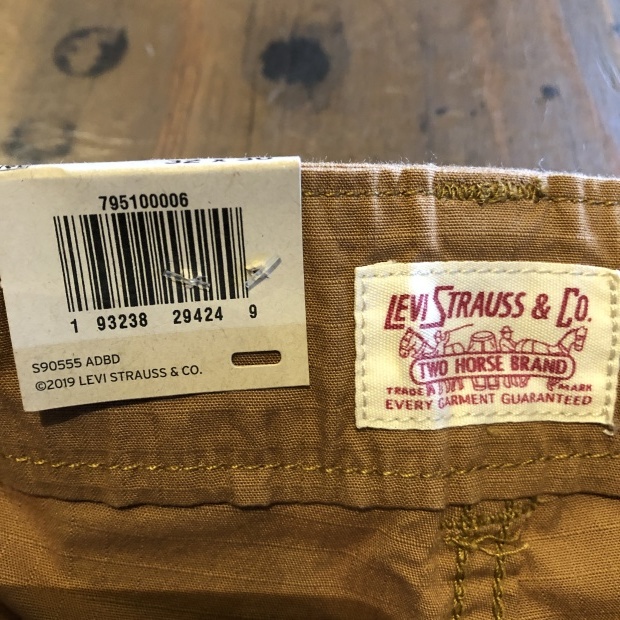 795100006
1 93238 29424 9
S90555 ADBD
©2019 LEVI STRAUSS & CO.
LEVI STRAUSS & CO.
TWO HORSE BRAND
TRADE MARK
EVERY GARMENT GUARANTEED